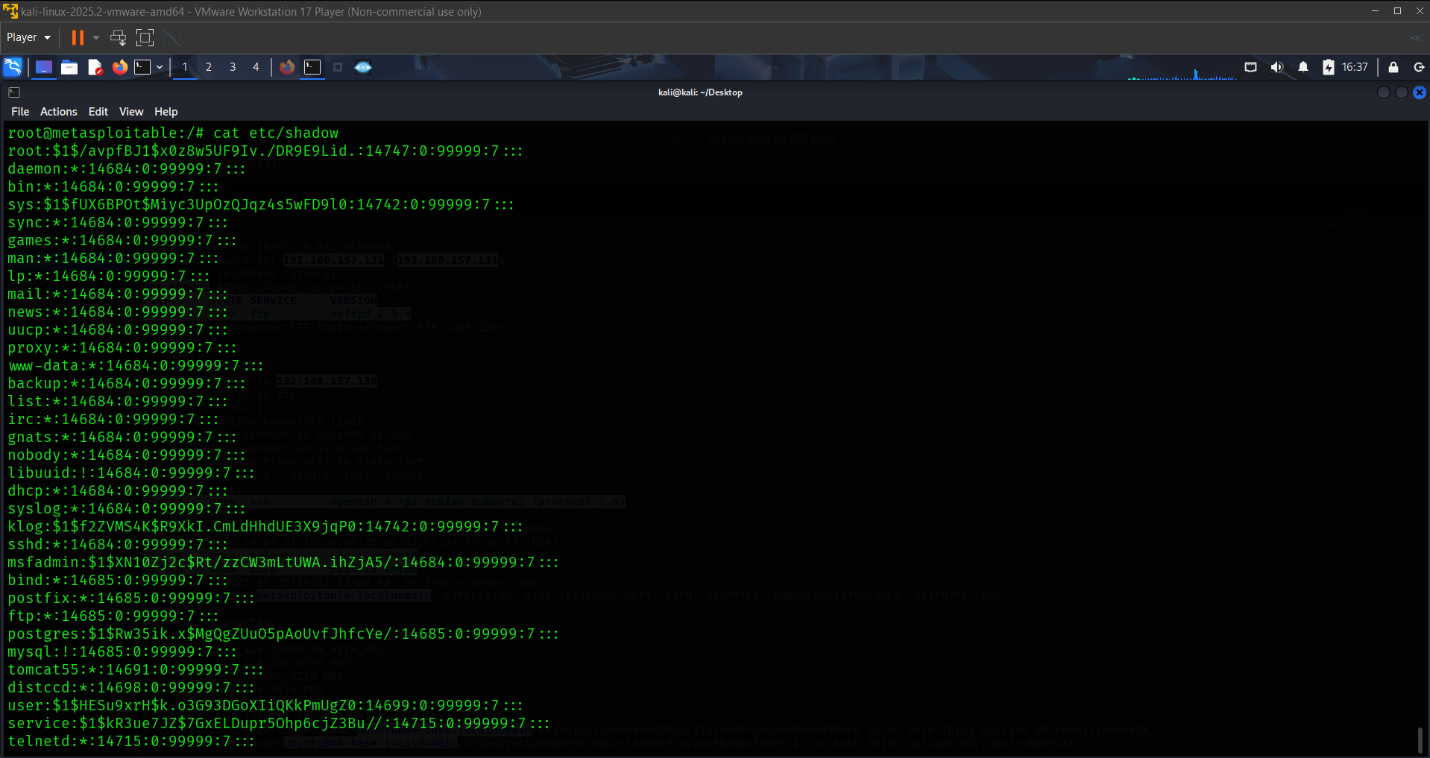 kali-linux-2025.2-vmware-amd64 - VMware Workstation 17 Player (Non-commercial use only)
Player
1 2 3 4
16:37
kali@kali: ~/Desktop
File Actions Edit View Help
root@metasploitable:/# cat etc/shadow
root:$1$/avpfBJ1$x0z8w5UF9Iv./DR9E9Lid.:14747:0:99999:7:::
daemon:*:14684:0:99999:7:::
bin:*:14684:0:99999:7:::
sys:$1$fUX6BPOt$Miyc3UpOzQJqz4s5wFD9l0:14742:0:99999:7:::
sync:*:14684:0:99999:7:::
games:*:14684:0:99999:7:::
man:*:14684:0:99999:7:::
lp:*:14684:0:99999:7:::
mail:*:14684:0:99999:7:::
news:*:14684:0:99999:7:::
uucp:*:14684:0:99999:7:::
proxy:*:14684:0:99999:7:::
www-data:*:14684:0:99999:7:::
backup:*:14684:0:99999:7:::
list:*:14684:0:99999:7:::
irc:*:14684:0:99999:7:::
gnats:*:14684:0:99999:7:::
nobody:*:14684:0:99999:7:::
libuuid:!:14684:0:99999:7:::
dhcp:*:14684:0:99999:7:::
syslog:*:14684:0:99999:7:::
klog:$1$f2ZVMS4K$R9XkI.CmLdHhdUE3X9jqP0:14742:0:99999:7:::
sshd:*:14684:0:99999:7:::
msfadmin:$1$XN10Zj2c$Rt/zzCW3mLtUWA.ihZjA5/:14684:0:99999:7:::
bind:*:14685:0:99999:7:::
postfix:*:14685:0:99999:7:::
ftp:*:14685:0:99999:7:::
postgres:$1$Rw35ik.x$MgQgZUuO5pAoUvfJhfcYe/:14685:0:99999:7:::
mysql:!:14685:0:99999:7:::
tomcat55:*:14691:0:99999:7:::
distccd:*:14698:0:99999:7:::
user:$1$HESu9xrH$k.o3G93DGoXIiQKkPmUgZ0:14699:0:99999:7:::
service:$1$kR3ue7JZ$7GxELDupr5Ohp6cjZ3Bu//:14715:0:99999:7:::
telnetd:*:14715:0:99999:7:::